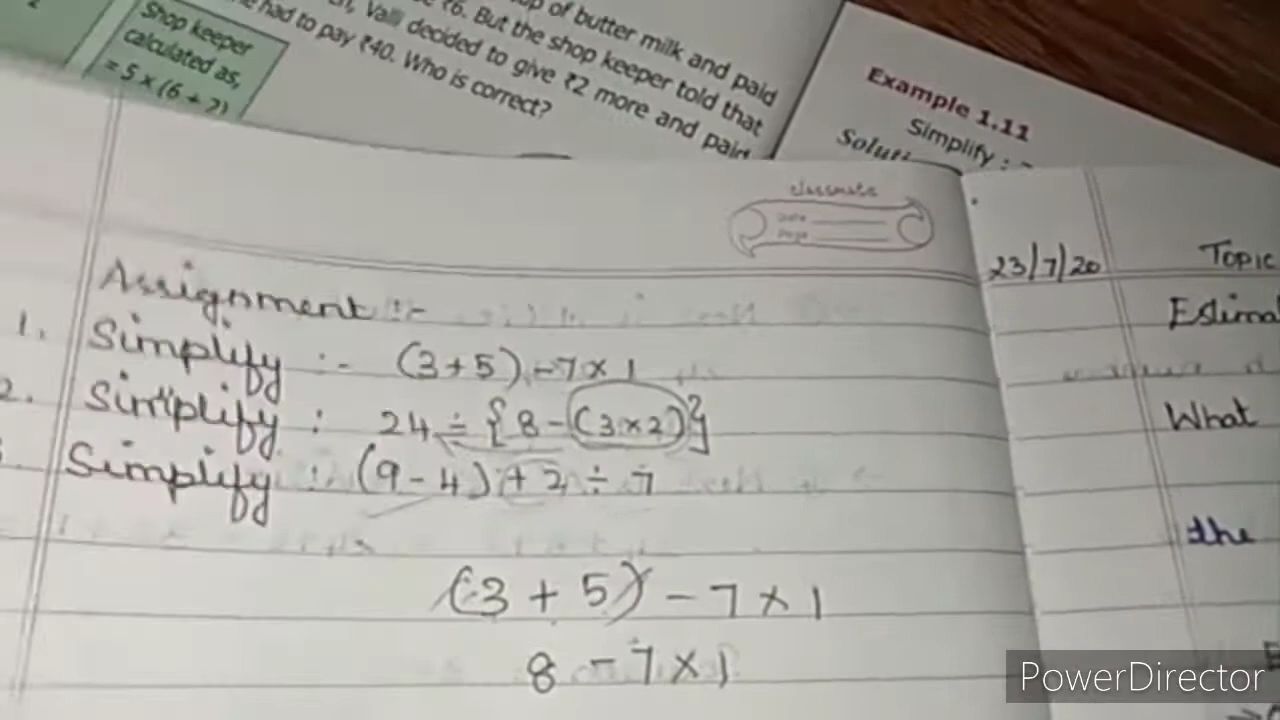 Shop keeper
calculated as,
= 5 × (6 + 2)
up of butter milk and paid
₹6. But the shop keeper told that
Valli decided to give ₹2 more and paid
had to pay ₹40. Who is correct?
Example 1.11
Simplify :
classmate
Date
Page
Assignment :-
1. Simplify :- (3+5) - 7 × 1
2. Simplify : 24 ÷ {8 - (3×2)}
Simplify : (9 - 4) + 2 ÷ 7
(3 + 5) - 7 × 1
8 - 7 × 1
23/7/20 Topic
What
the
PowerDirector